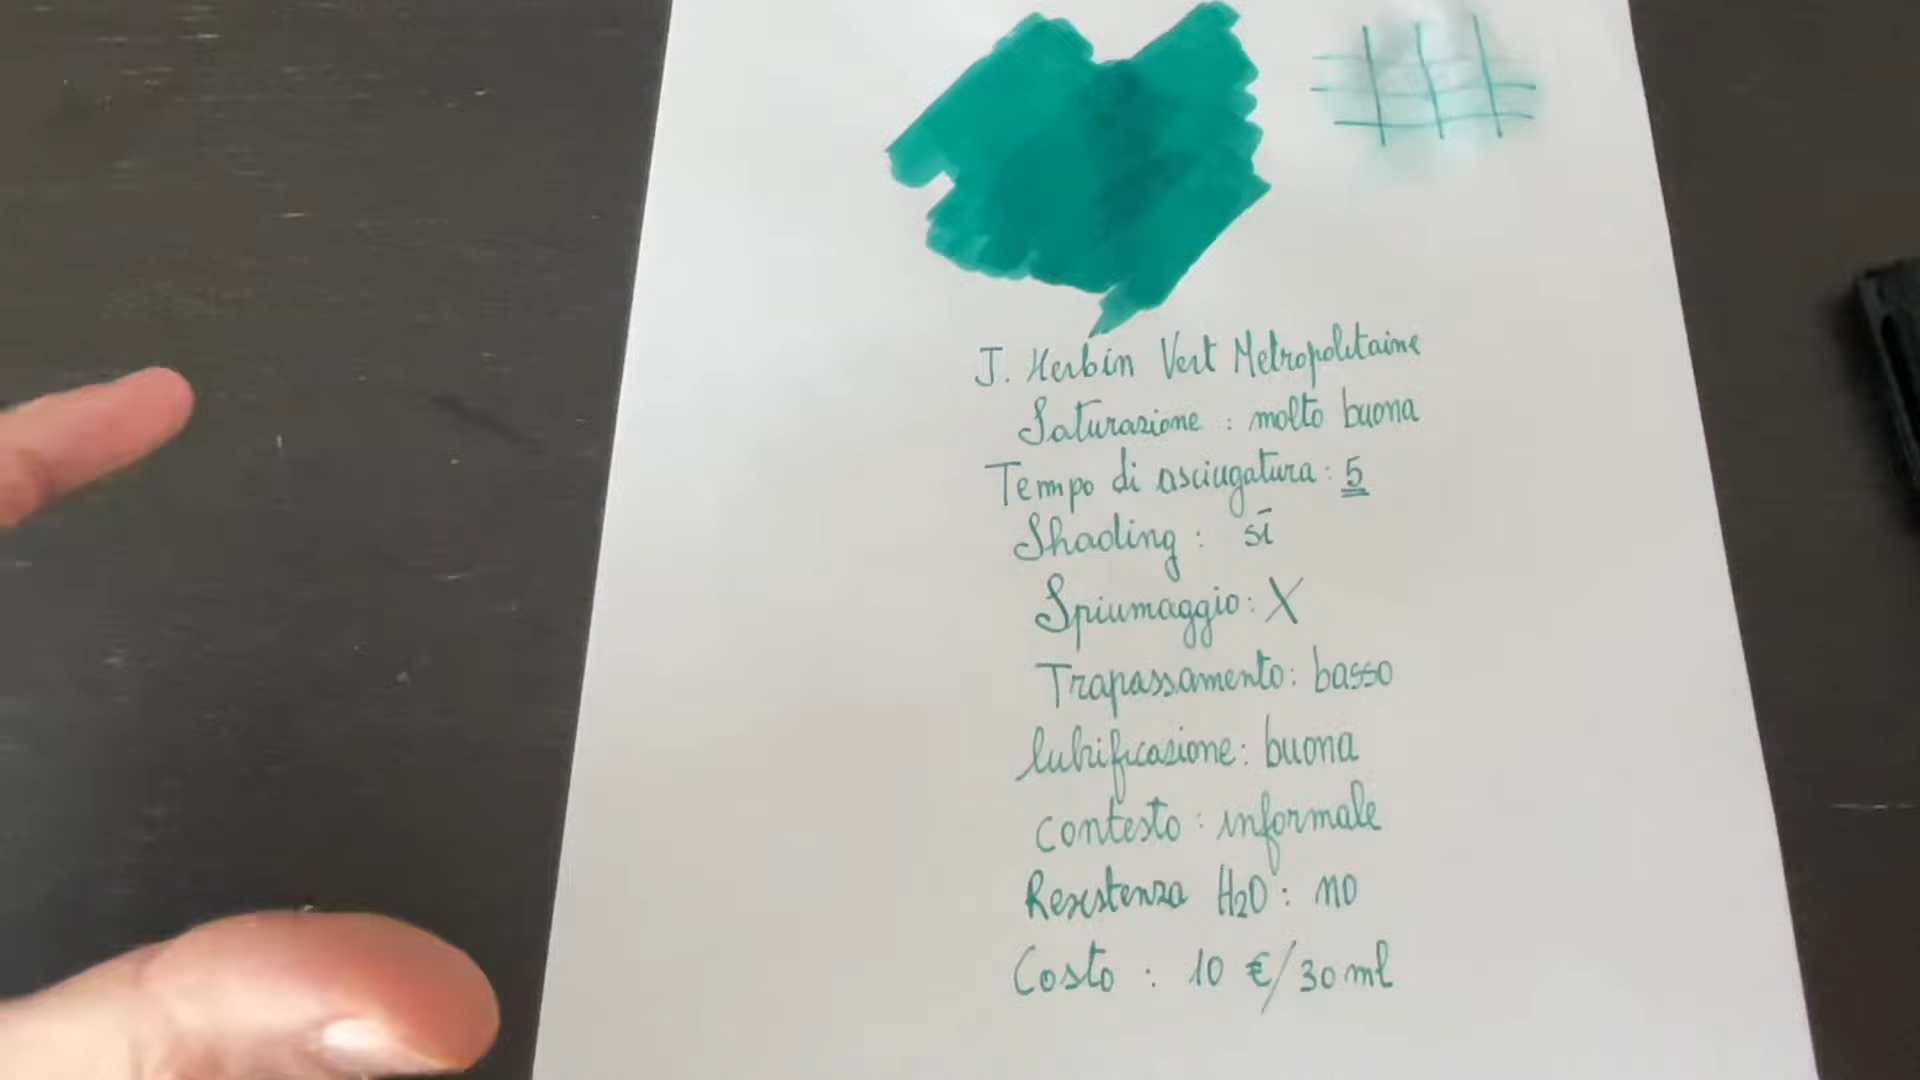 J. Herbin Vert Metropolitaine
Saturazione : molto buona
Tempo di asciugatura : 5
Shading : sì
Spiumaggio : X
Trapassamento : basso
lubrificazione : buona
contesto : informale
Resistenza H2O : no
Costo : 10 €/30 ml